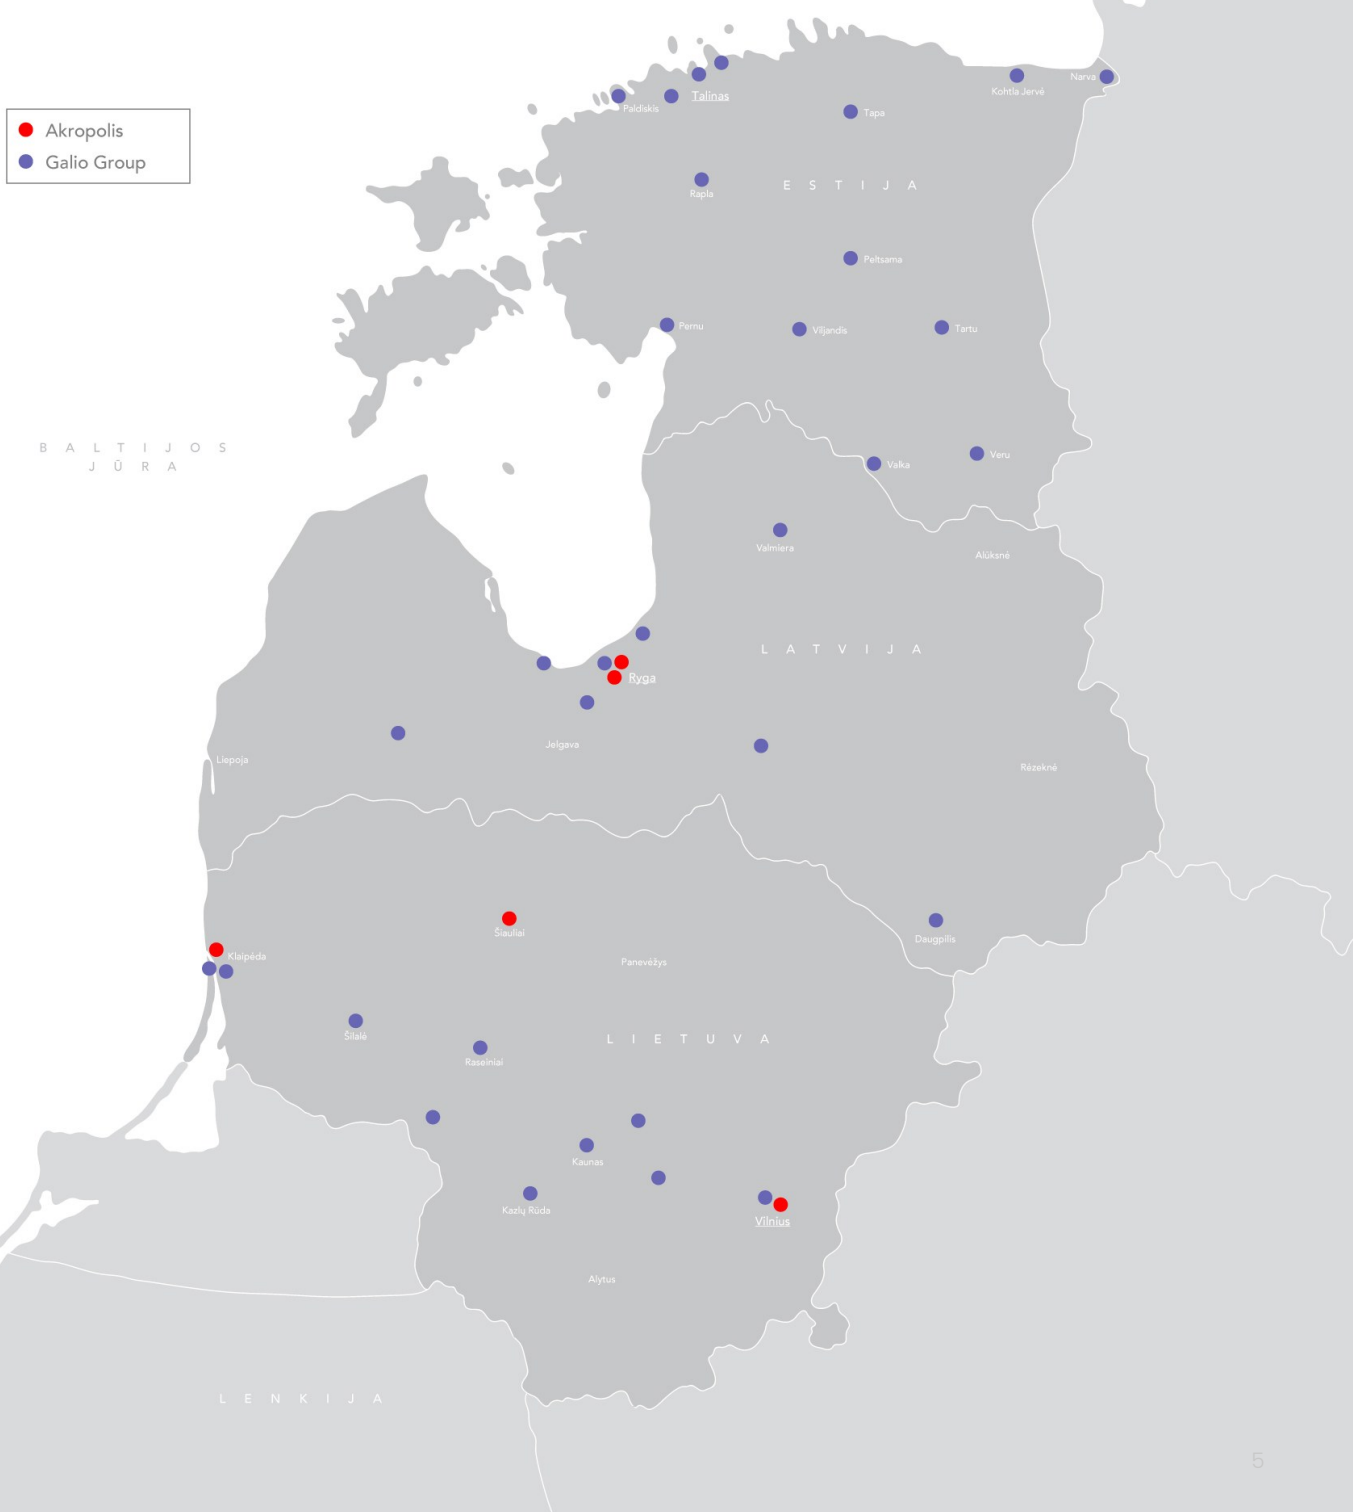 Talinas
Narva
Kohtla Jervė
Paldiskis
Tapa
Akropolis
Galio Group
E S T I J A
Rapla
Peltsama
Pernu
Viljandis
Tartu
B A L T I J O S
J Ū R A
Veru
Valka
Valmiera
Alūksnė
L A T V I J A
Ryga
Jelgava
Liepoja
Rėzeknė
Šiauliai
Daugpilis
Klaipėda
Panevėžys
Šilalė
L I E T U V A
Raseiniai
Kaunas
Kazlų Rūda
Vilnius
Alytus
L E N K I J A
5